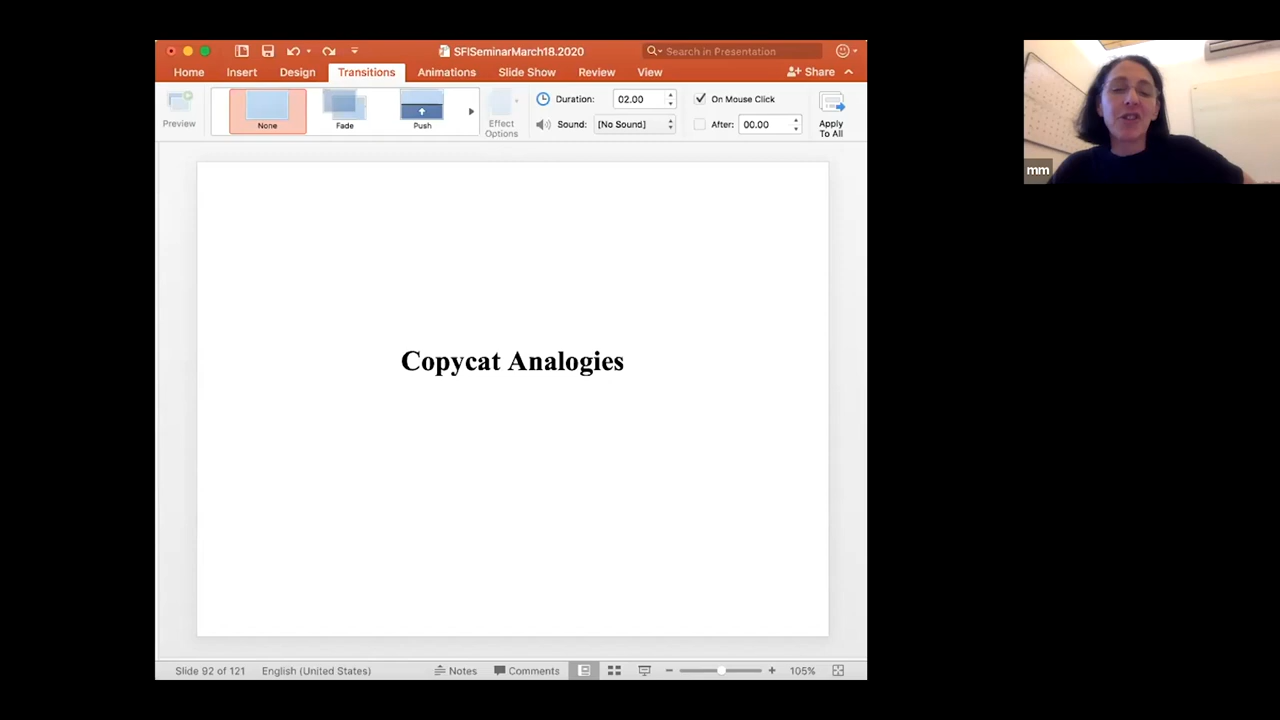 SFISeminarMarch18.2020
Search in Presentation
Home Insert Design Transitions Animations Slide Show Review View Share
Preview
None
Fade
Push
Effect Options
Duration: 02.00
Sound: [No Sound]
On Mouse Click
After: 00.00
Apply To All
mm
Copycat Analogies
Slide 92 of 121 English (United States) Notes Comments 105%